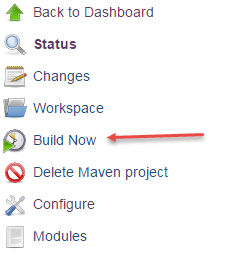 Back to Dashboard
Status
Changes
Workspace
Build Now
Delete Maven project
Configure
Modules